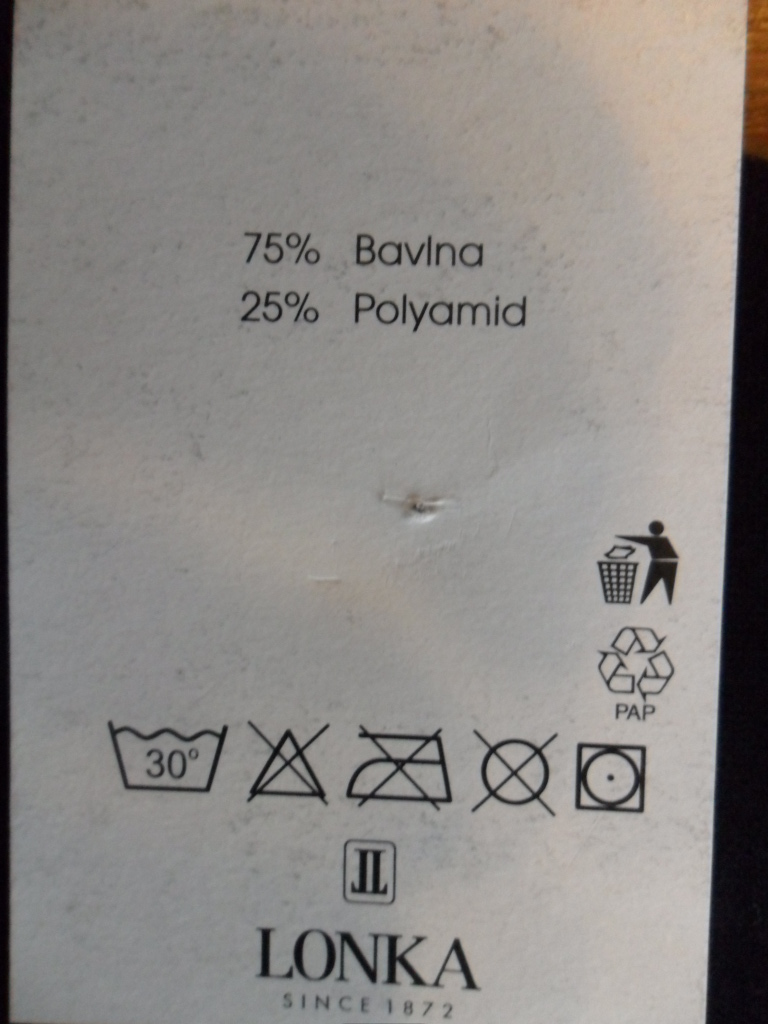 75% Bavlna
25% Polyamid
PAP
30°
LONKA
SINCE 1872